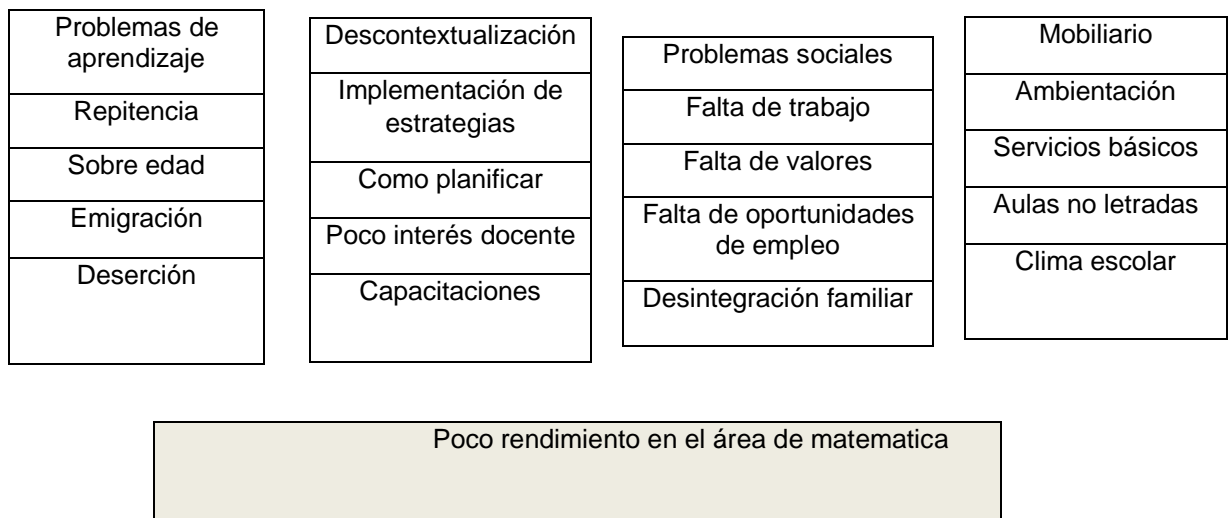 Problemas de
aprendizaje
Repitencia
Sobre edad
Emigración
Deserción
Descontextualización
Implementación de
estrategias
Como planificar
Poco interés docente
Capacitaciones
Problemas sociales
Falta de trabajo
Falta de valores
Falta de oportunidades
de empleo
Desintegración familiar
Mobiliario
Ambientación
Servicios básicos
Aulas no letradas
Clima escolar
Poco rendimiento en el área de matematica